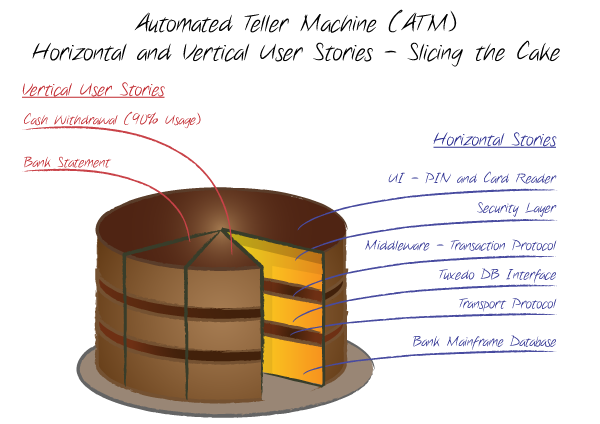 Automated Teller Machine (ATM)
Horizontal and Vertical User Stories - Slicing the Cake
Vertical User Stories
Cash Withdrawal (90% Usage)
Bank Statement
Horizontal Stories
UI - PIN and Card Reader
Security Layer
Middleware - Transaction Protocol
Tuxedo DB Interface
Transport Protocol
Bank Mainframe Database